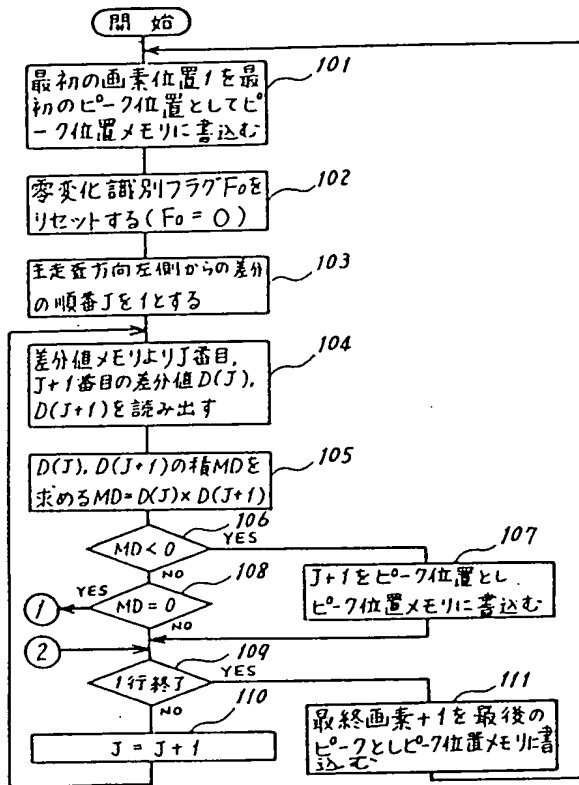 開始
101
最初の画素位置1を最
初のピーク位置としてピ
ーク位置メモリに書込む
102
零変化識別フラグF0を
リセットする(F0=0)
103
主走査方向左側からの差分
の順番Jを1とする
104
差分値メモリよりJ番目,
J+1番目の差分値D(J),
D(J+1)を読み出す
105
D(J), D(J+1)の積MDを
求めるMD=D(J)×D(J+1)
106
MD<0
YES
NO
107
J+1をピーク位置とし
ピーク位置メモリに書込む
108
1
YES
MD=0
NO
2
109
1行終了
YES
NO
110
J=J+1
111
最終画素+1を最後の
ピークとしピーク位置メモリに書
込む